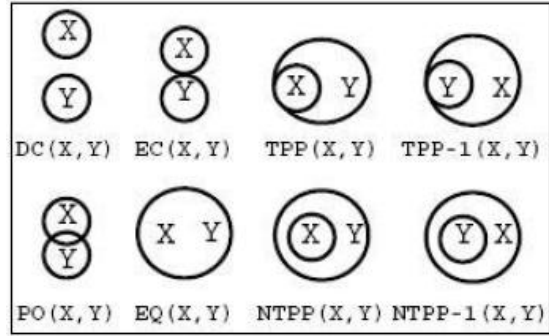 X X
X Y Y X
Y Y
DC(X,Y) EC(X,Y) TPP(X,Y) TPP-1(X,Y)
X X Y X Y Y X
Y
PO(X,Y) EQ(X,Y) NTPP(X,Y) NTPP-1(X,Y)